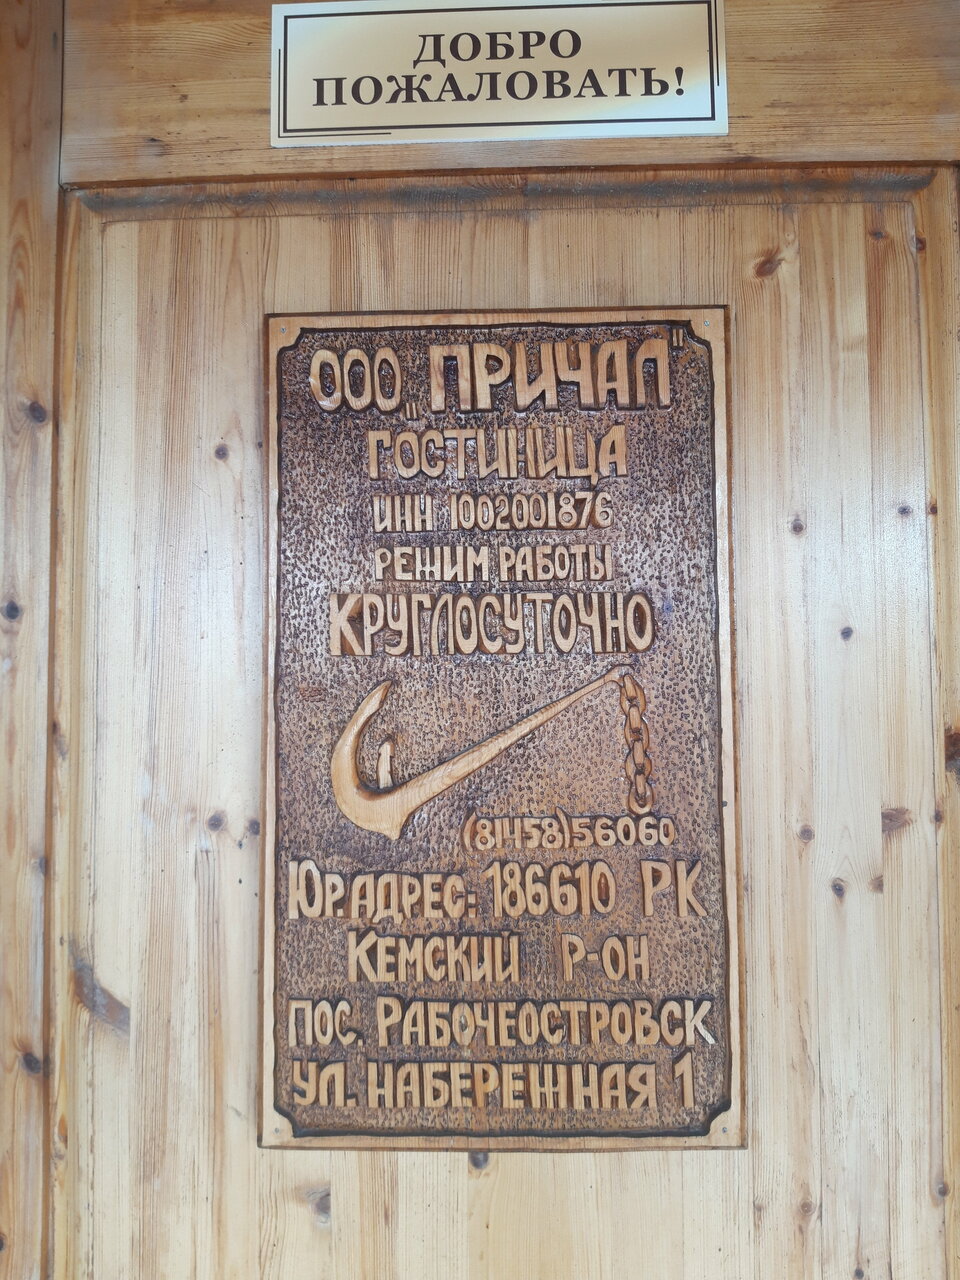 ДОБРО
ПОЖАЛОВАТЬ!
ООО „ПРИЧАЛ"
ГОСТИНИЦА
ИНН 1002001876
РЕЖИМ РАБОТЫ
КРУГЛОСУТОЧНО
(81458)56060
ЮР.АДРЕС: 186610 РК
КЕМСКИЙ Р-ОН
ПОС. РАБОЧЕОСТРОВСК
УЛ. НАБЕРЕЖНАЯ 1